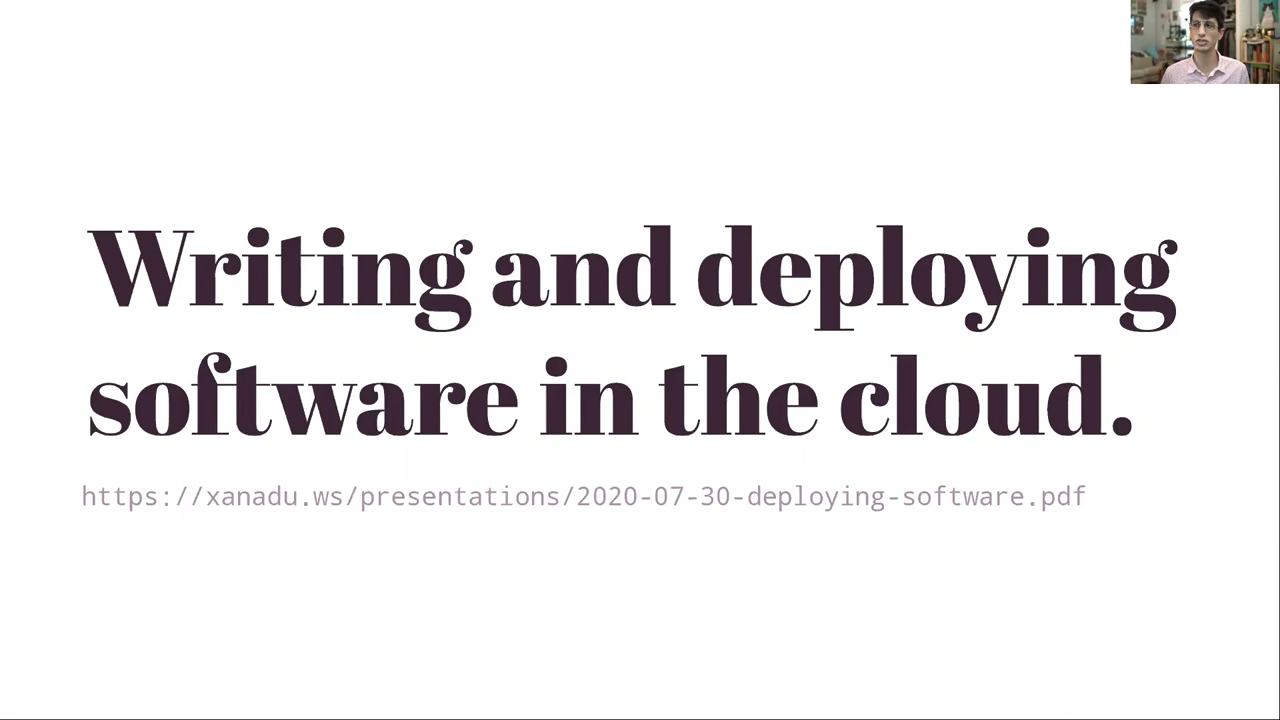 Writing and deploying
software in the cloud.
https://xanadu.ws/presentations/2020-07-30-deploying-software.pdf